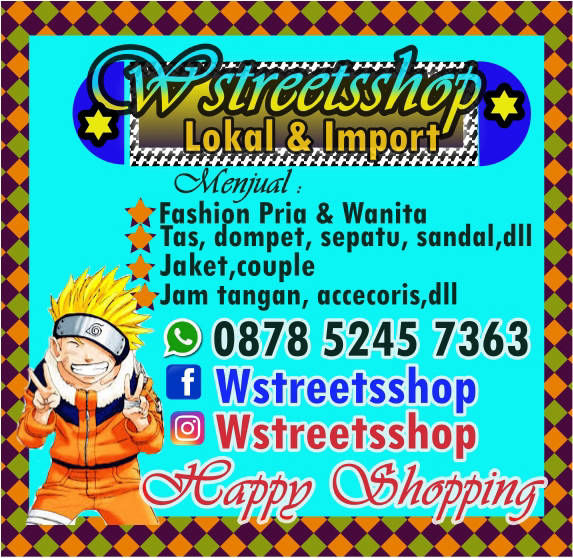 Wstreetsshop
Lokal & Import
Menjual :
Fashion Pria & Wanita
Tas, dompet, sepatu, sandal,dll
Jaket,couple
Jam tangan, accecoris,dll
0878 5245 7363
Wstreetsshop
Wstreetsshop
Happy Shopping